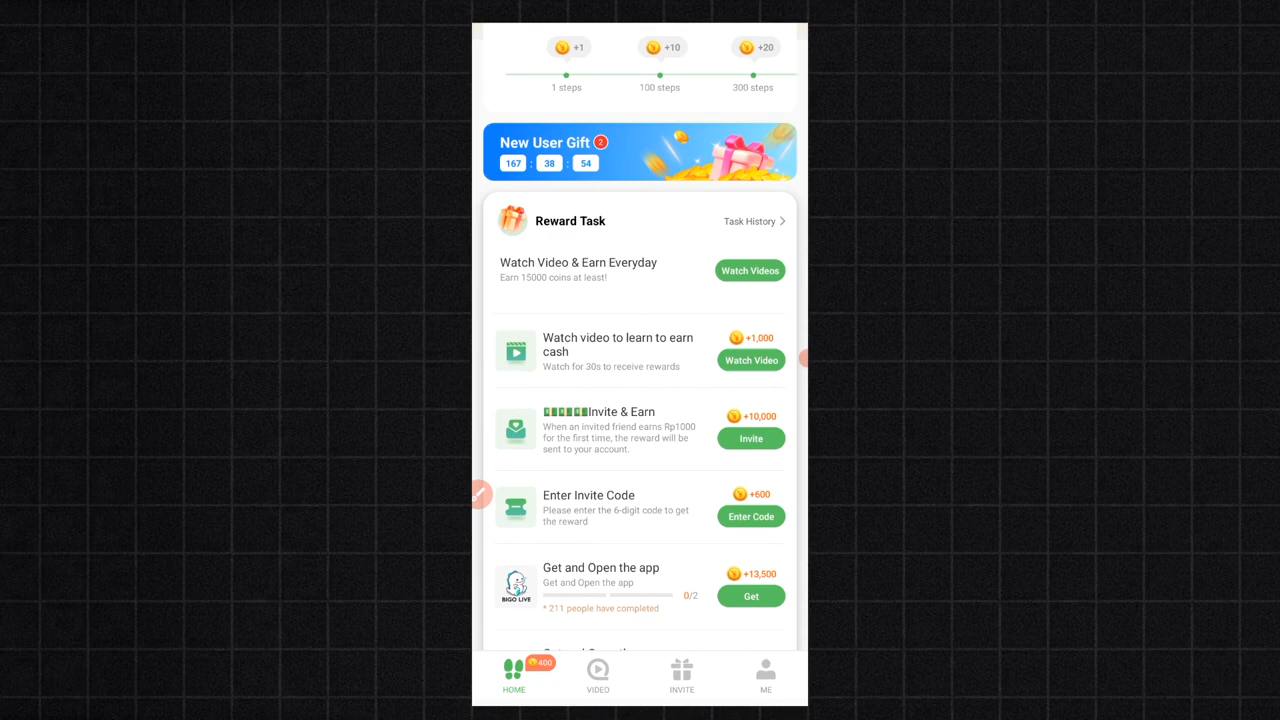 +1 +10 +20
1 steps 100 steps 300 steps
New User Gift 2
167 : 38 : 54
Reward Task Task History
Watch Video & Earn Everyday
Earn 15000 coins at least!
Watch Videos
Watch video to learn to earn
cash
Watch for 30s to receive rewards
+1,000
Watch Video
Invite & Earn
When an invited friend earns Rp1000
for the first time, the reward will be
sent to your account.
+10,000
Invite
Enter Invite Code
Please enter the 6-digit code to get
the reward
+600
Enter Code
BIGO LIVE
Get and Open the app
Get and Open the app
0/2
* 211 people have completed
+13,500
Get
400
HOME VIDEO INVITE ME